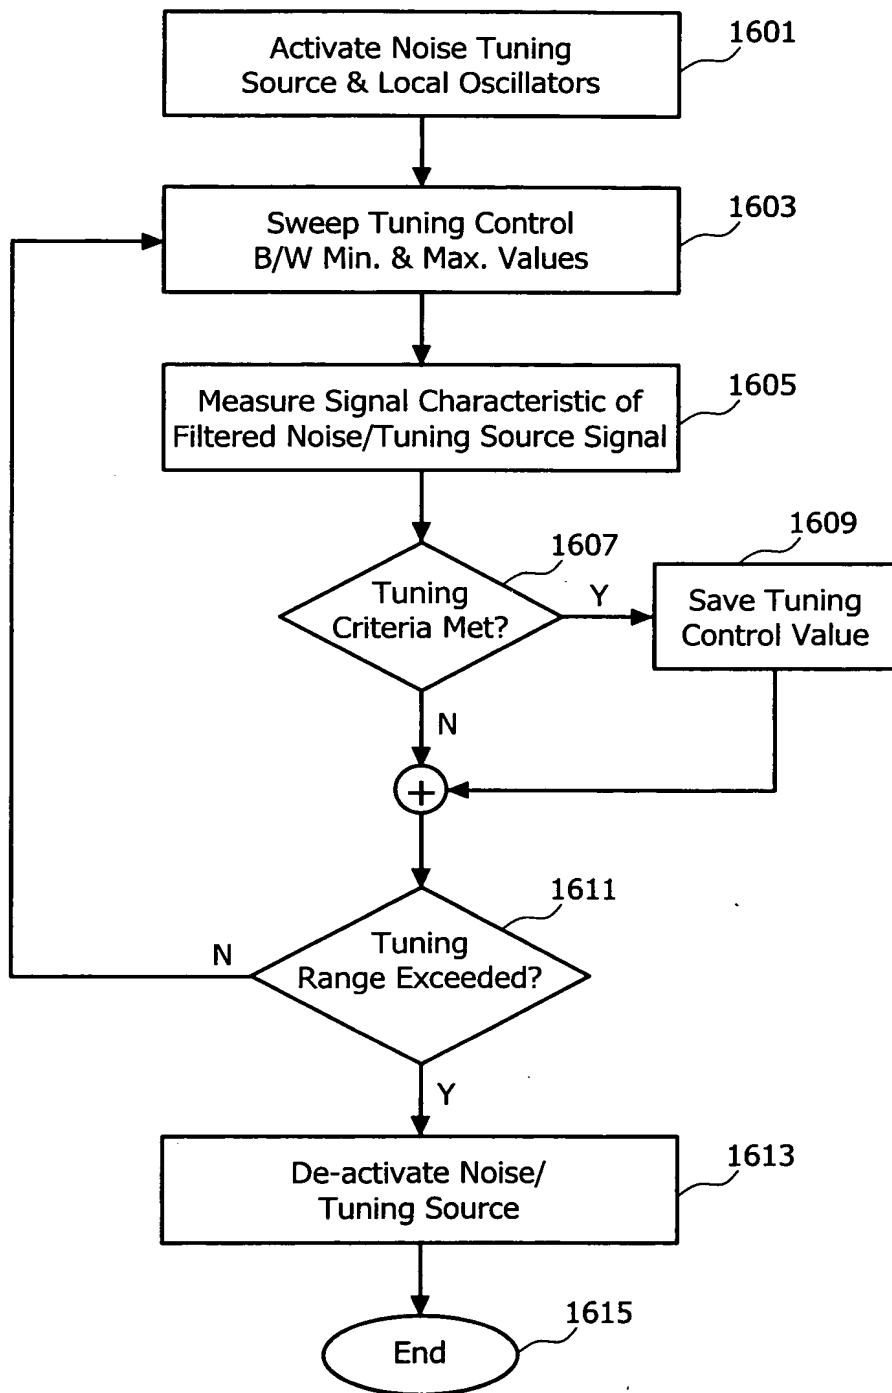 1601
Activate Noise Tuning
Source & Local Oscillators
1603
Sweep Tuning Control
B/W Min. & Max. Values
1605
Measure Signal Characteristic of
Filtered Noise/Tuning Source Signal
1607
Tuning
Criteria Met?
Y
1609
Save Tuning
Control Value
N
+
1611
Tuning
Range Exceeded?
N
Y
1613
De-activate Noise/
Tuning Source
1615
End